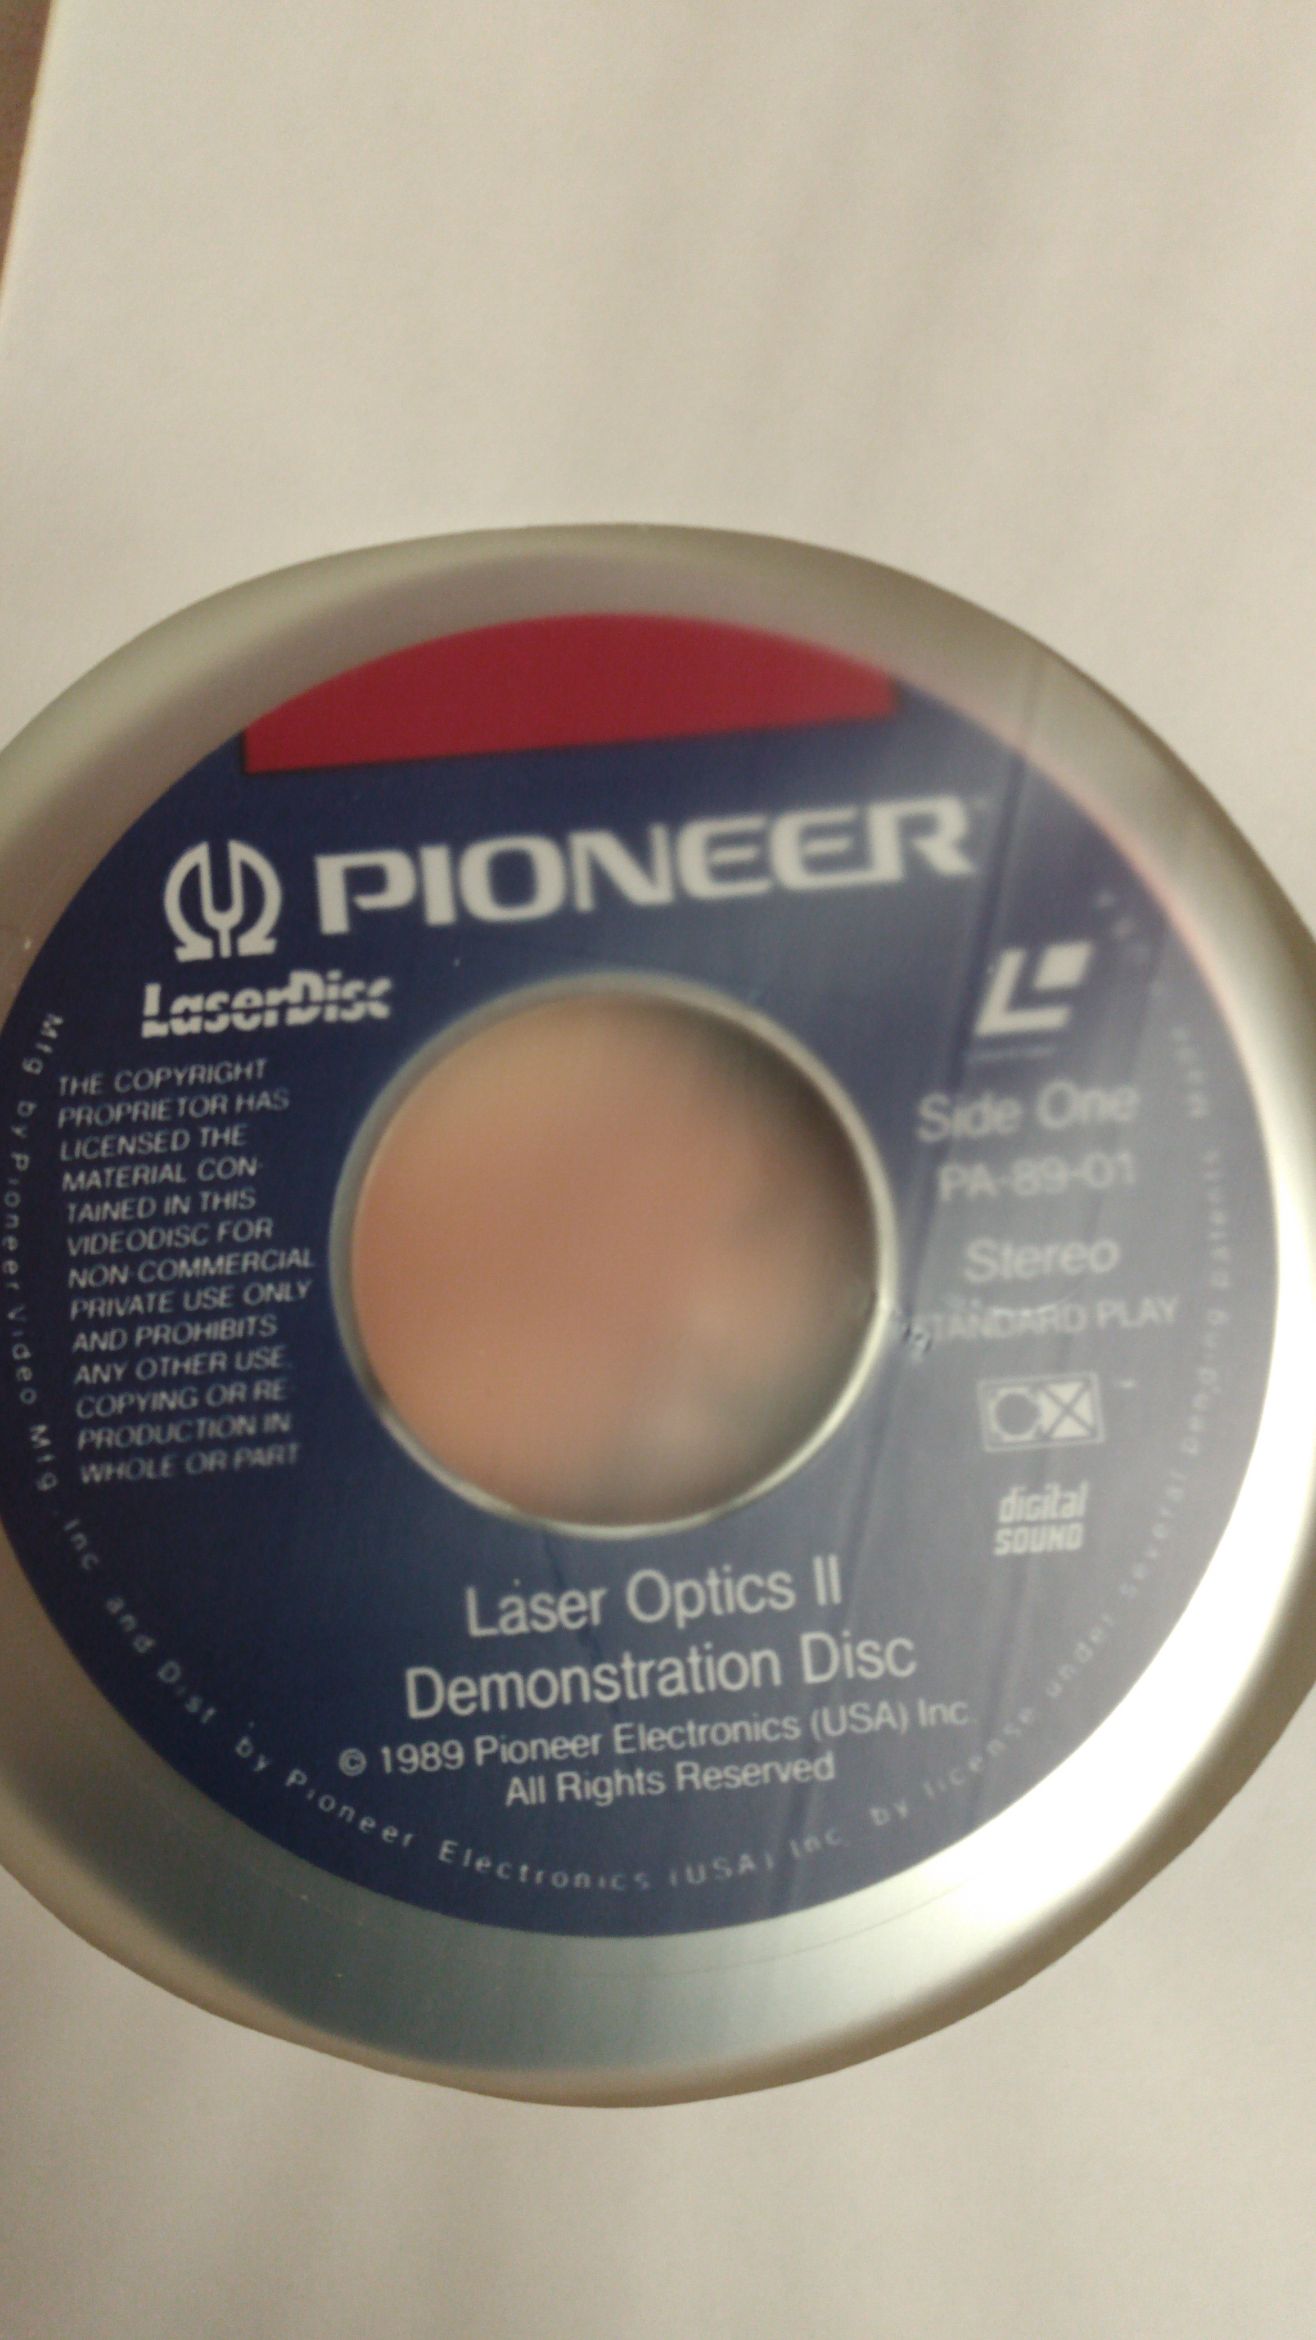 PIONEER
LaserDisc
THE COPYRIGHT
PROPRIETOR HAS
LICENSED THE
MATERIAL CON-
TAINED IN THIS
VIDEODISC FOR
NON-COMMERCIAL
PRIVATE USE ONLY
AND PROHIBITS
ANY OTHER USE,
COPYING OR RE-
PRODUCTION IN
WHOLE OR PART
Side One
PA-89-01
Stereo
STANDARD PLAY
CX
digital
SOUND
Laser Optics II
Demonstration Disc
© 1989 Pioneer Electronics (USA) Inc.
All Rights Reserved
Mfg by Pioneer Video Mfg. Inc and Dist by Pioneer Electronics (USA) Inc. by license under several pending patents